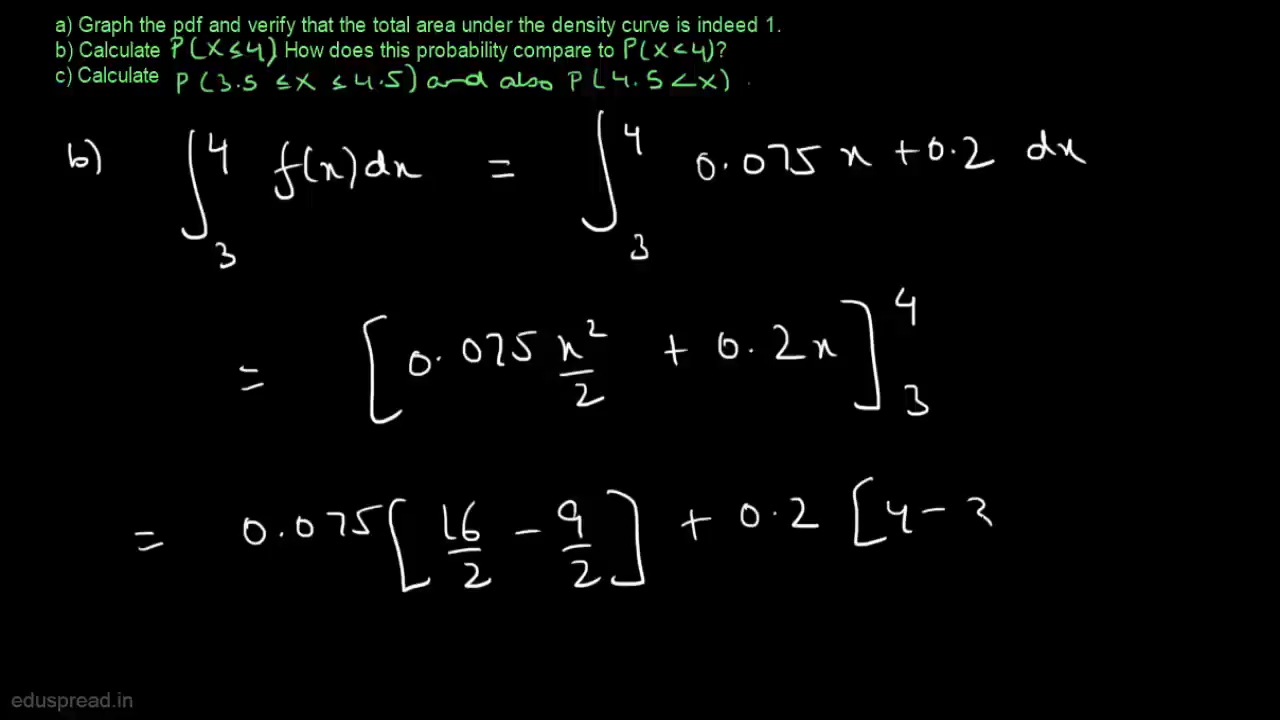 a) Graph the pdf and verify that the total area under the density curve is indeed 1.
b) Calculate P(X≤4) How does this probability compare to P(X<4)?
c) Calculate P(3.5 ≤ X ≤ 4.5) and also P(4.5 < X)
b) ∫₃⁴ f(x)dx = ∫₃⁴ 0.075x + 0.2 dx
= [0.075 x²/2 + 0.2x]₃⁴
= 0.075[16/2 - 9/2] + 0.2 [4 - 3
eduspread.in